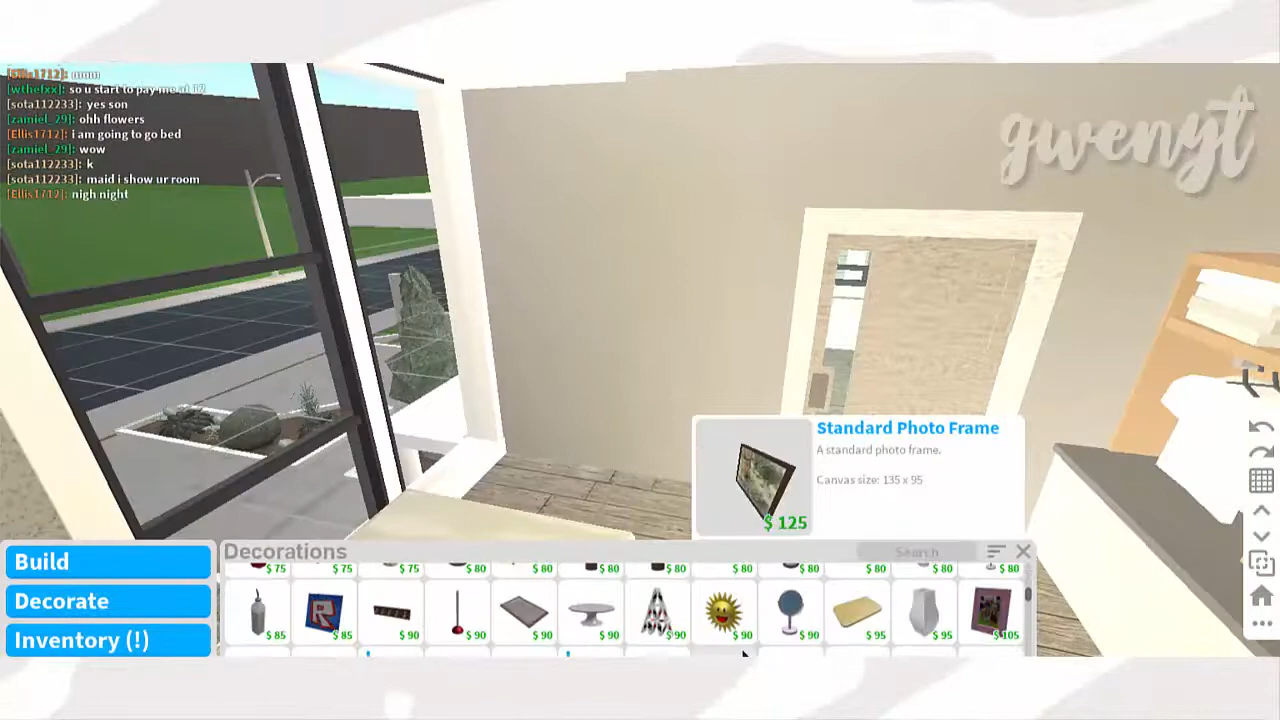 [Ellis1712]: mmm
[wthefxx]: so u start to pay me at 12
[sota112233]: yes son
[zamiel_29]: ohh flowers
[Ellis1712]: i am going to go bed
[zamiel_29]: wow
[sota112233]: k
[sota112233]: maid i show ur room
[Ellis1712]: nigh night
gwenyt
Standard Photo Frame
A standard photo frame.
Canvas size: 135 x 95
$ 125
Build
Decorate
Inventory (!)
Decorations
Search
$ 75 $ 75 $ 75 $ 80 $ 80 $ 80 $ 80 $ 80 $ 80 $ 80 $ 80 $ 80
$ 85 $ 85 $ 90 $ 90 $ 90 $ 90 $ 90 $ 90 $ 90 $ 95 $ 95 $ 105